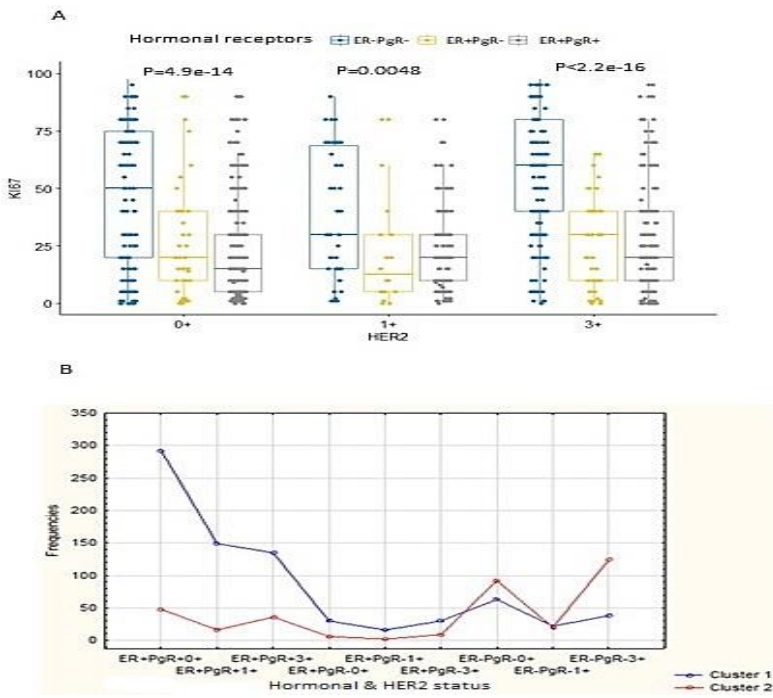 A
Hormonal receptors ER-PgR- ER+PgR- ER+PgR+
P=4.9e-14 P=0.0048 P<2.2e-16
100
75
50
25
0
KI67
0+ 1+ 3+
HER2
B
350
300
250
200
150
100
50
0
Frequencies
ER+PgR+0+ ER+PgR+3+ ER+PgR-1+ ER-PgR-0+ ER-PgR-3+
ER+PgR+1+ ER+PgR-0+ ER+PgR-3+ ER-PgR-1+
Hormonal & HER2 status
Cluster 1
Cluster 2